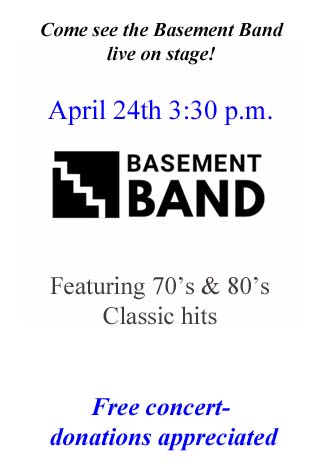 Come see the Basement Band
live on stage!
April 24th 3:30 p.m.
BASEMENT
BAND
Featuring 70’s & 80’s
Classic hits
Free concert-
donations appreciated